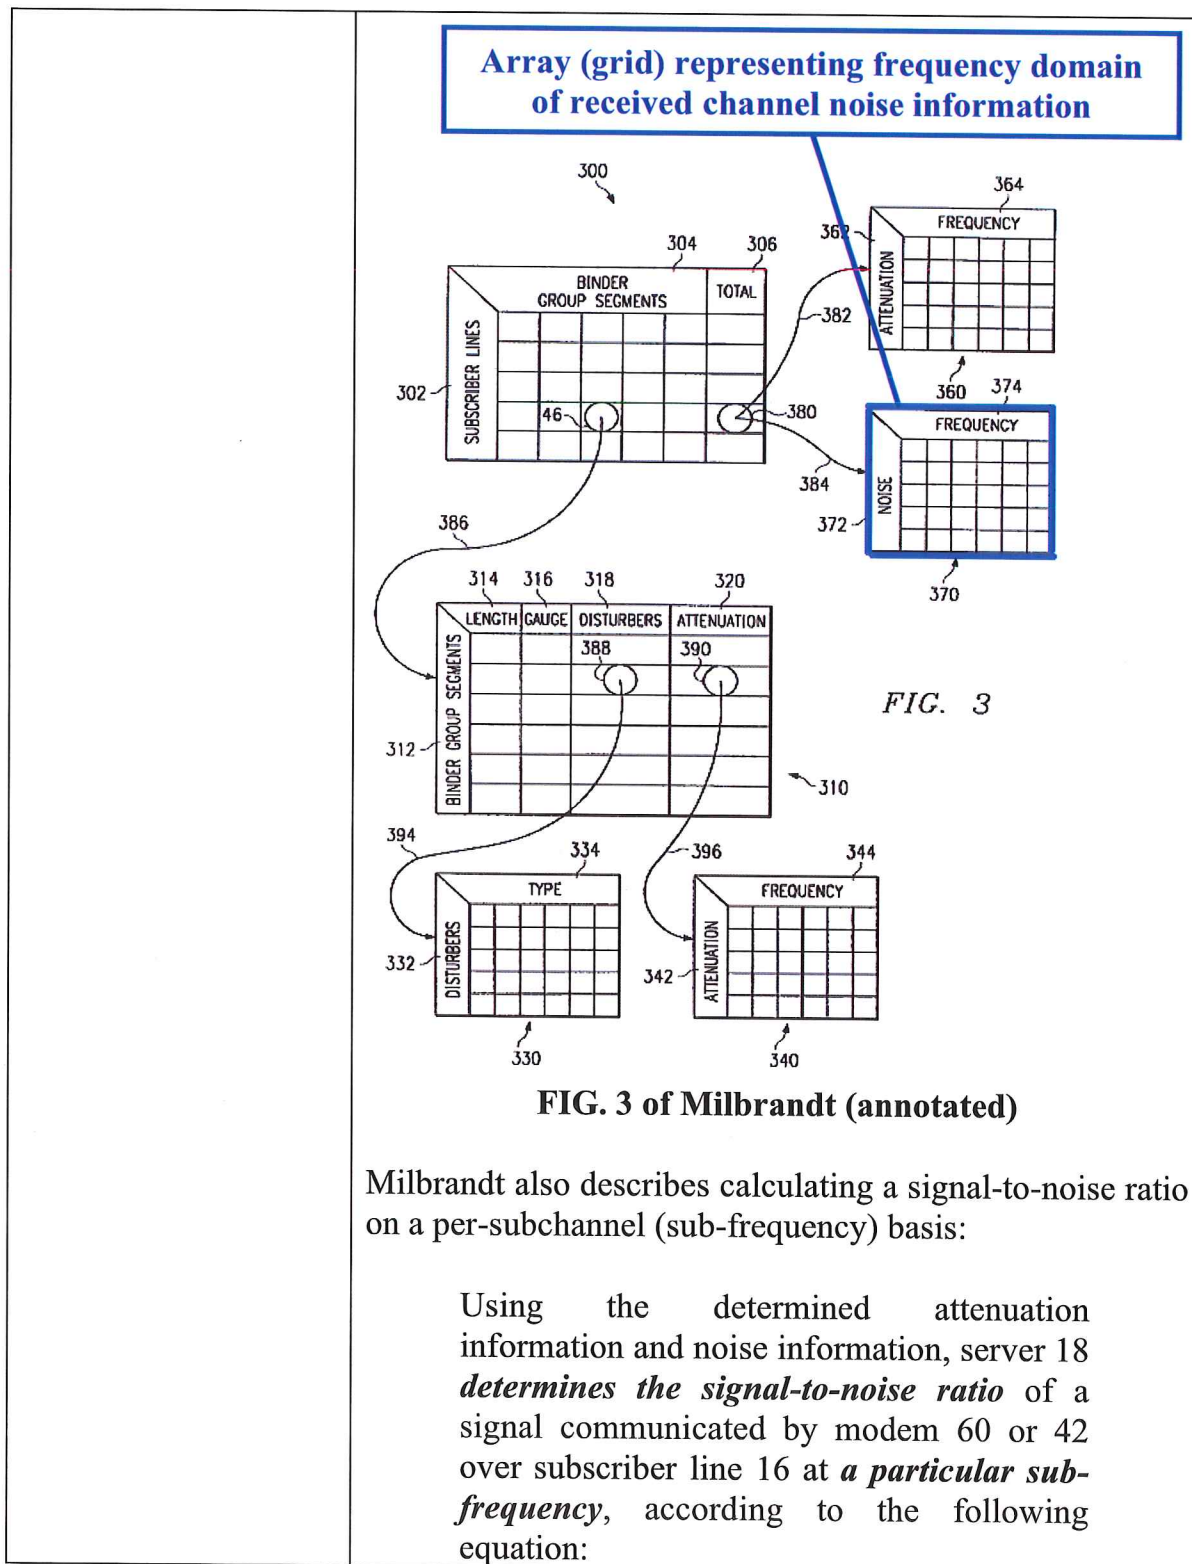 Array (grid) representing frequency domain
of received channel noise information
300
364
FREQUENCY
362
ATTENUATION
360
304
306
BINDER
GROUP SEGMENTS
TOTAL
302
SUBSCRIBER LINES
46
380
382
384
374
FREQUENCY
372
NOISE
370
386
314
316
318
320
LENGTH
GAUGE
DISTURBERS
ATTENUATION
388
390
312
BINDER GROUP SEGMENTS
310
FIG. 3
394
396
334
TYPE
332
DISTURBERS
330
344
FREQUENCY
342
ATTENUATION
340
FIG. 3 of Milbrandt (annotated)
Milbrandt also describes calculating a signal-to-noise ratio
on a per-subchannel (sub-frequency) basis:
Using the determined attenuation
information and noise information, server 18
determines the signal-to-noise ratio of a
signal communicated by modem 60 or 42
over subscriber line 16 at a particular sub-
frequency, according to the following
equation: